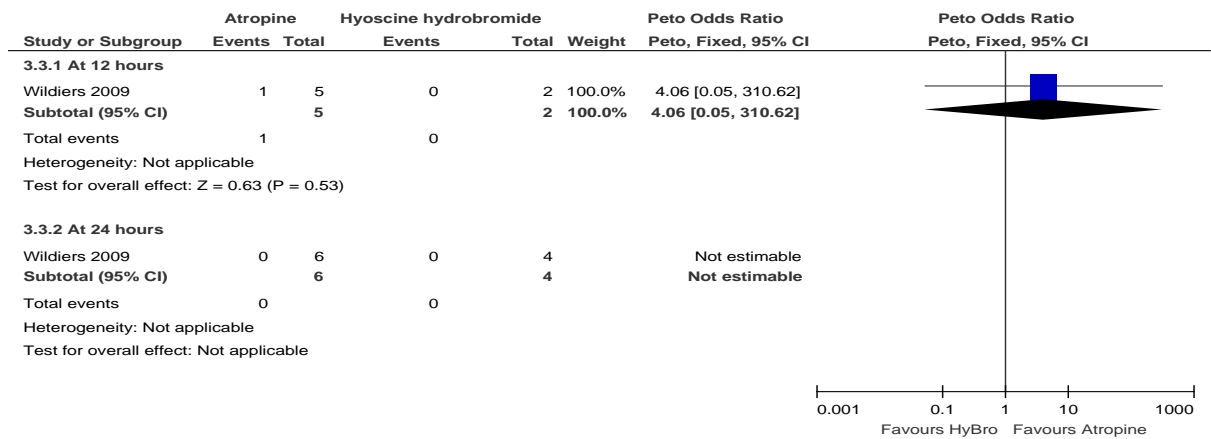 Atropine Hyoscine hydrobromide Peto Odds Ratio Peto Odds Ratio
Study or Subgroup Events Total Events Total Weight Peto, Fixed, 95% CI Peto, Fixed, 95% CI
3.3.1 At 12 hours
Wildiers 2009 1 5 0 2 100.0% 4.06 [0.05, 310.62]
Subtotal (95% CI) 5 2 100.0% 4.06 [0.05, 310.62]
Total events 1 0
Heterogeneity: Not applicable
Test for overall effect: Z = 0.63 (P = 0.53)
3.3.2 At 24 hours
Wildiers 2009 0 6 0 4 Not estimable
Subtotal (95% CI) 6 4 Not estimable
Total events 0 0
Heterogeneity: Not applicable
Test for overall effect: Not applicable
0.001 0.1 1 10 1000
Favours HyBro Favours Atropine